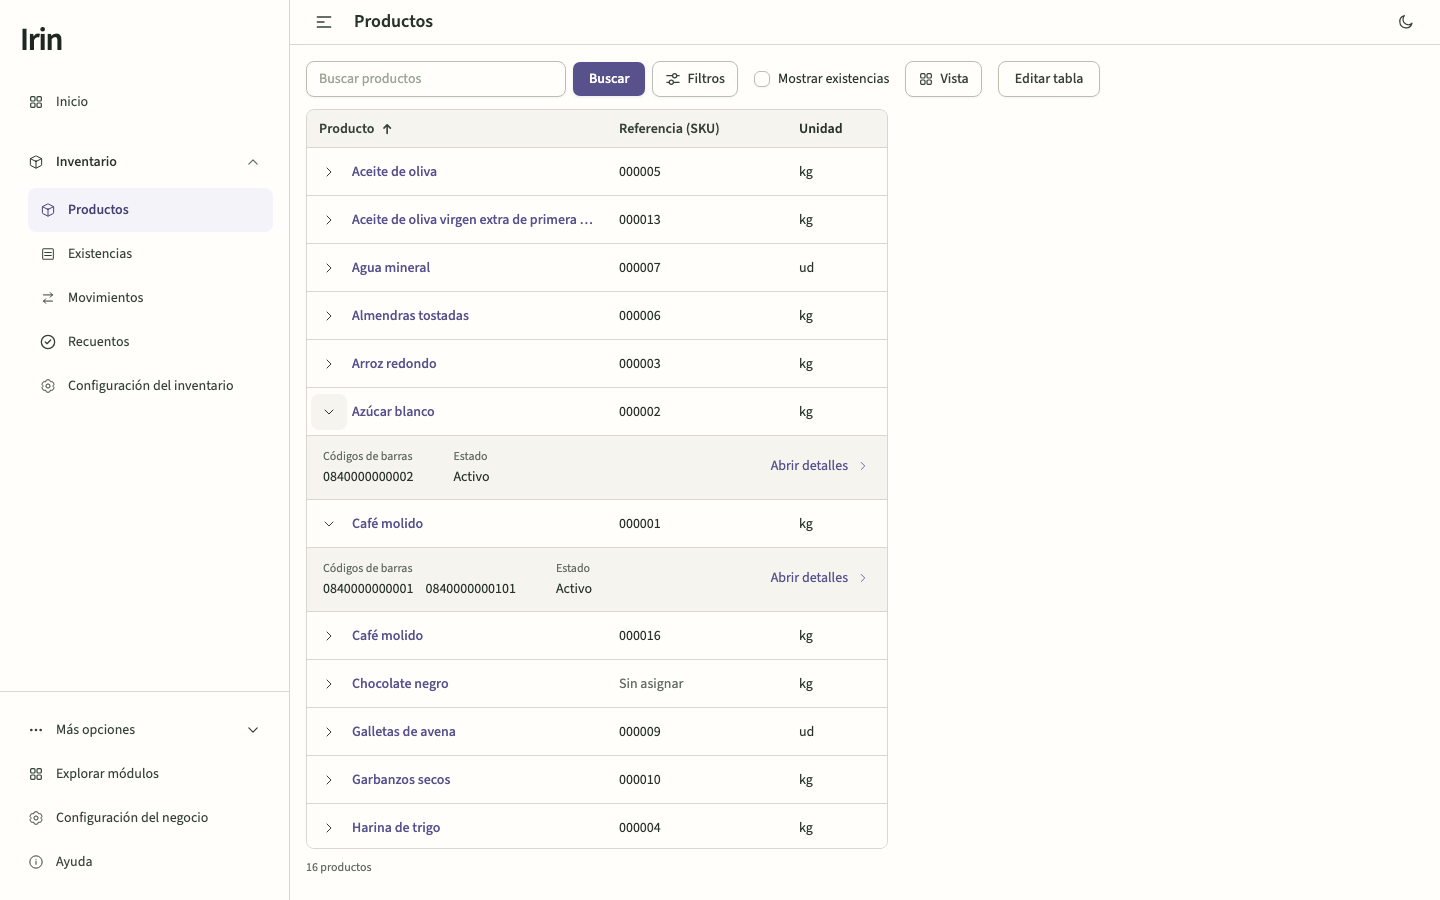 Irin
Inicio
Inventario
Productos
Existencias
Movimientos
Recuentos
Configuración del inventario
Más opciones
Explorar módulos
Configuración del negocio
Ayuda
Productos
Buscar productos
Buscar
Filtros
Mostrar existencias
Vista
Editar tabla
Producto Referencia (SKU) Unidad
Aceite de oliva 000005 kg
Aceite de oliva virgen extra de primera ... 000013 kg
Agua mineral 000007 ud
Almendras tostadas 000006 kg
Arroz redondo 000003 kg
Azúcar blanco 000002 kg
Códigos de barras Estado
0840000000002 Activo
Abrir detalles
Café molido 000001 kg
Códigos de barras Estado
0840000000001 0840000000101 Activo
Abrir detalles
Café molido 000016 kg
Chocolate negro Sin asignar kg
Galletas de avena 000009 ud
Garbanzos secos 000010 kg
Harina de trigo 000004 kg
16 productos